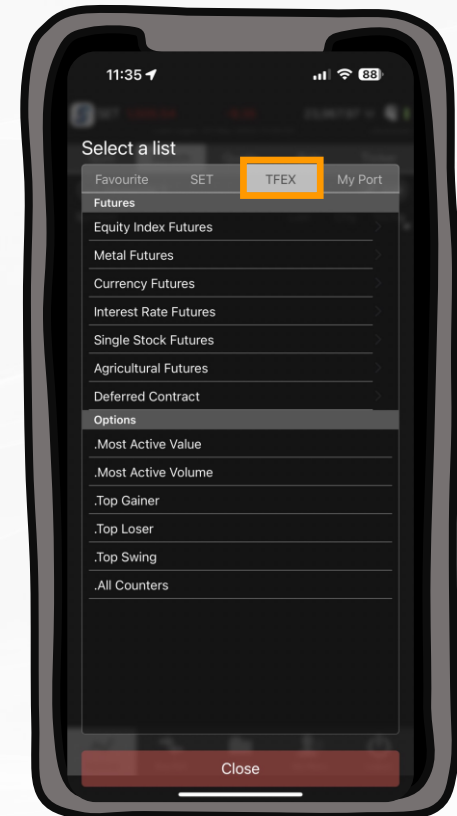 11:35
88
Select a list
Favourite SET TFEX My Port
Futures
Equity Index Futures
Metal Futures
Currency Futures
Interest Rate Futures
Single Stock Futures
Agricultural Futures
Deferred Contract
Options
.Most Active Value
.Most Active Volume
.Top Gainer
.Top Loser
.Top Swing
.All Counters
Close